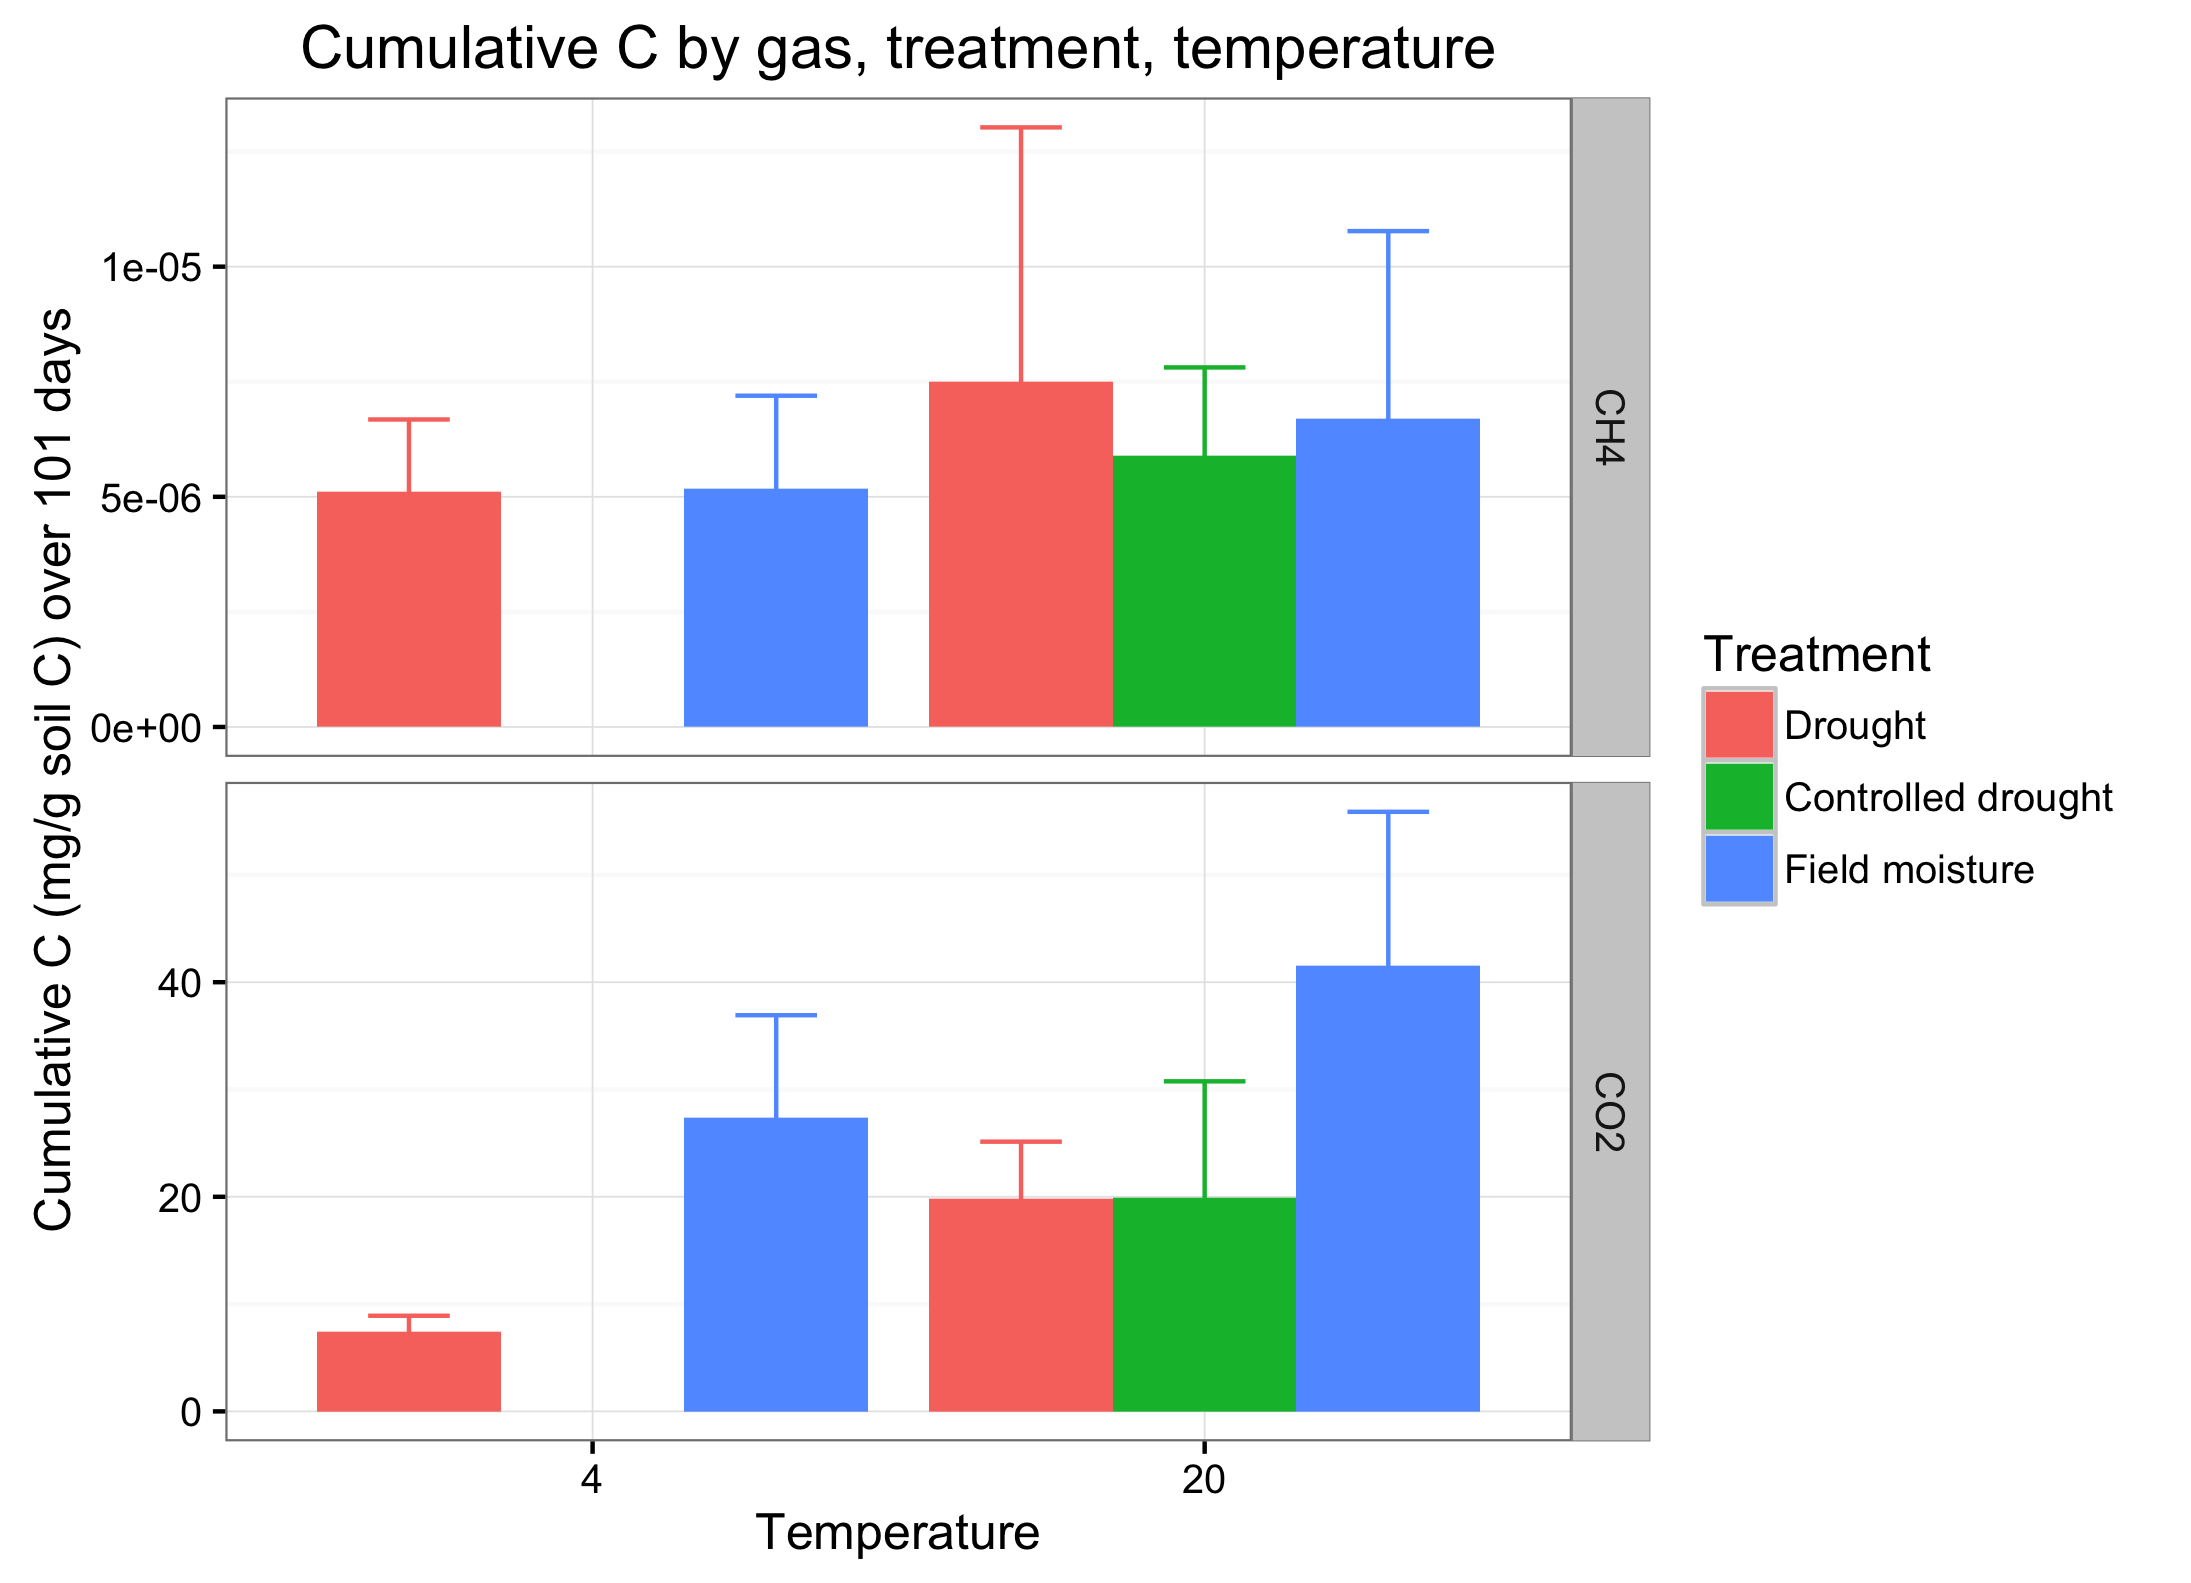 Cumulative C by gas, treatment, temperature
Cumulative C (mg/g soil C) over 101 days
1e-05
5e-06
0e+00
CH4
40
20
0
CO2
4
20
Temperature
Treatment
Drought
Controlled drought
Field moisture